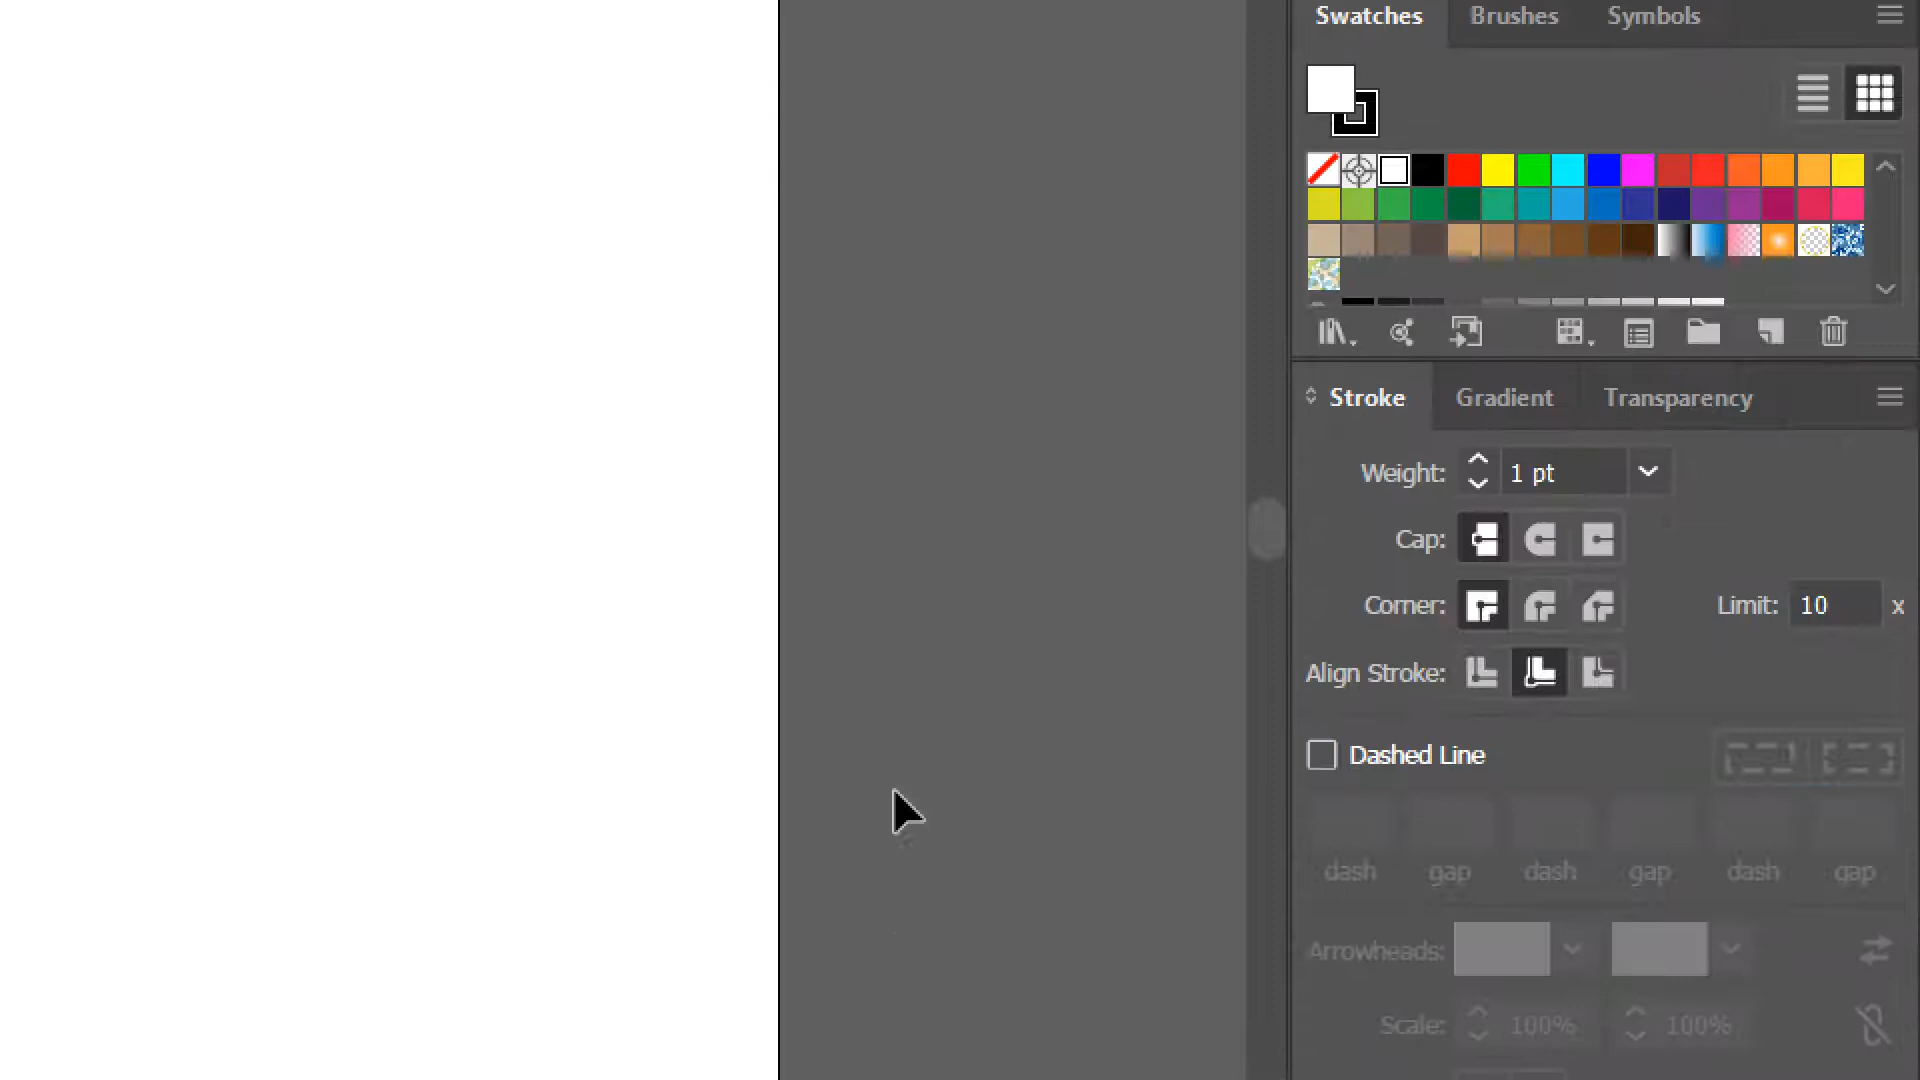 Swatches Brushes Symbols
Stroke Gradient Transparency
Weight: 1 pt
Cap:
Corner: Limit: 10 x
Align Stroke:
Dashed Line
dash gap dash gap dash gap
Arrowheads:
Scale: 100% 100%